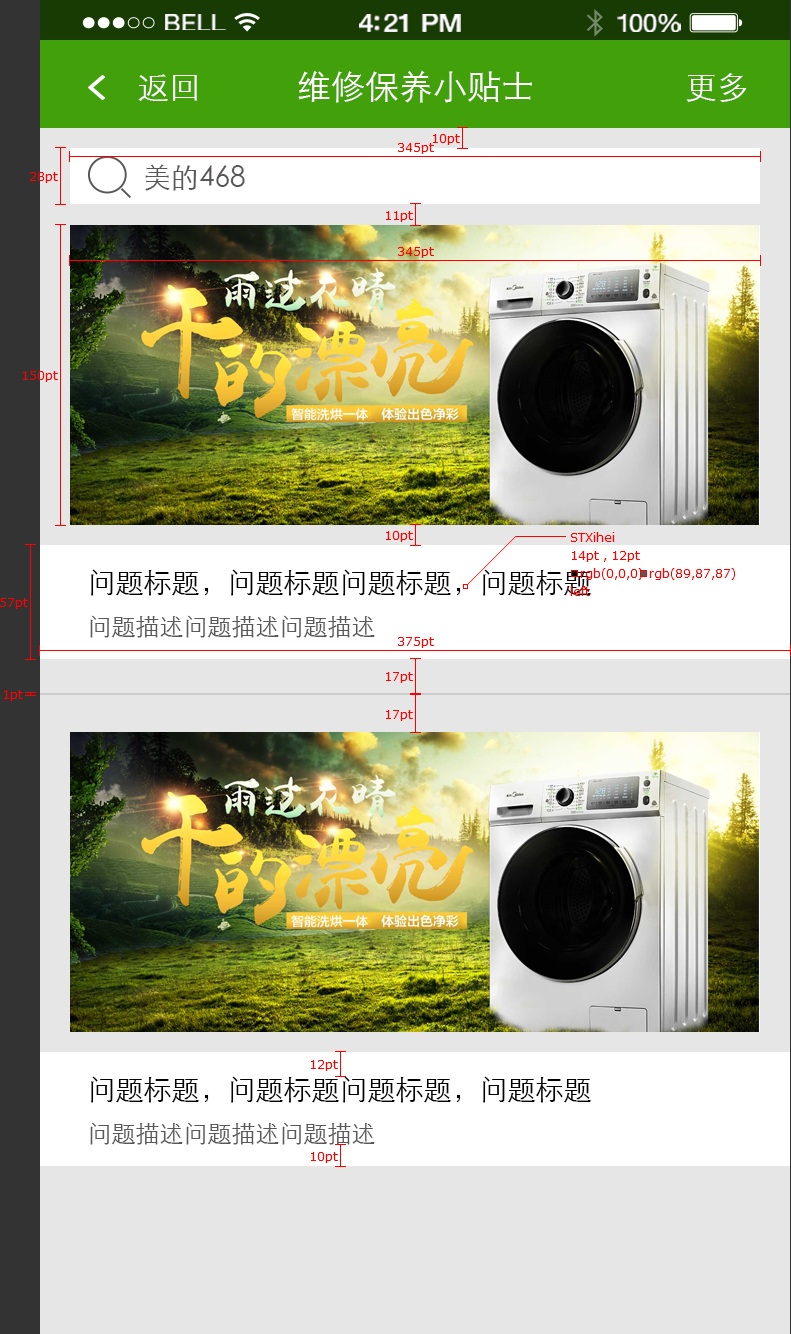 BELL 4:21 PM 100%
返回 维修保养小贴士 更多
10pt
345pt
28pt
美的468
11pt
345pt
雨过花晴
干的漂亮
150pt
智能洗烘一体 体验出色净彩
10pt
STXihei
14pt , 12pt
rgb(0,0,0) rgb(89,87,87)
left
问题标题，问题标题问题标题，问题标题
57pt
问题描述问题描述问题描述
375pt
17pt
1pt
17pt
雨过花晴
干的漂亮
智能洗烘一体 体验出色净彩
12pt
问题标题，问题标题问题标题，问题标题
问题描述问题描述问题描述
10pt